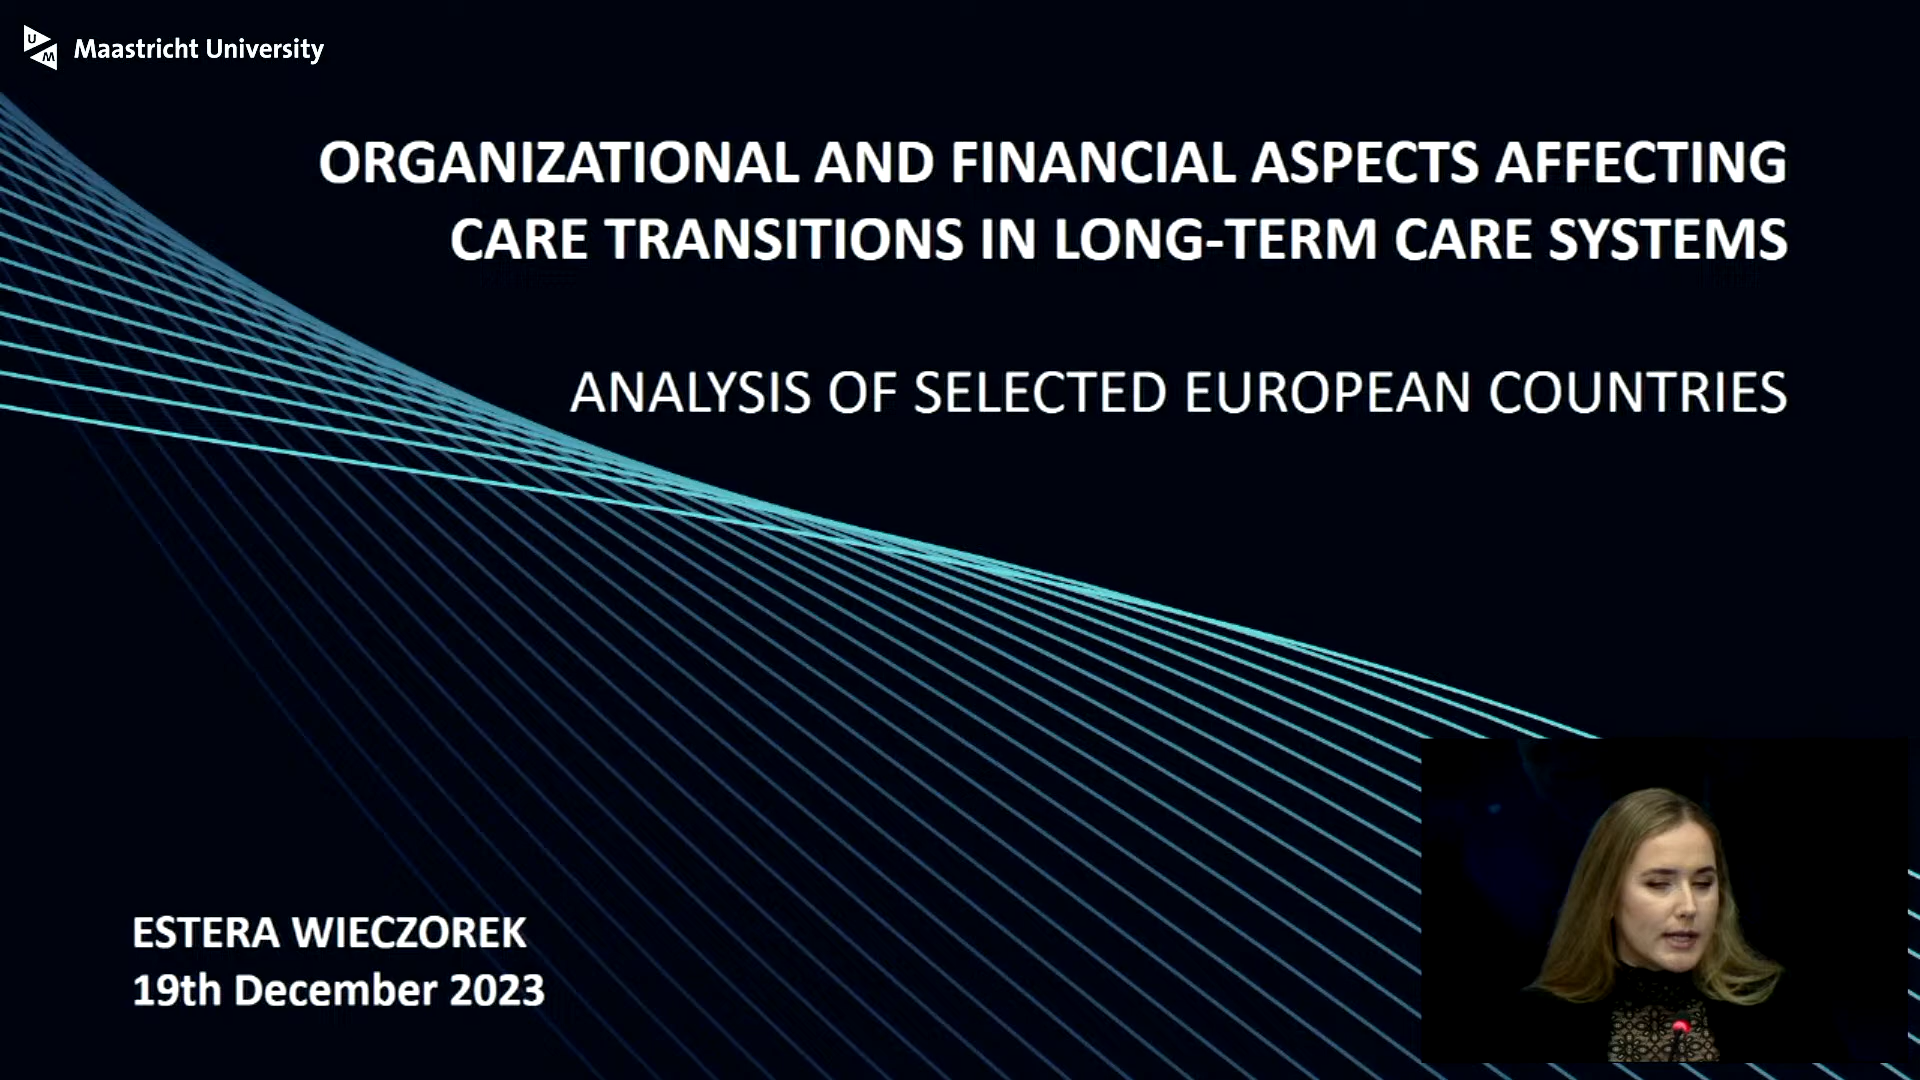 UM
Maastricht University
ORGANIZATIONAL AND FINANCIAL ASPECTS AFFECTING
CARE TRANSITIONS IN LONG-TERM CARE SYSTEMS
ANALYSIS OF SELECTED EUROPEAN COUNTRIES
ESTERA WIECZOREK
19th December 2023